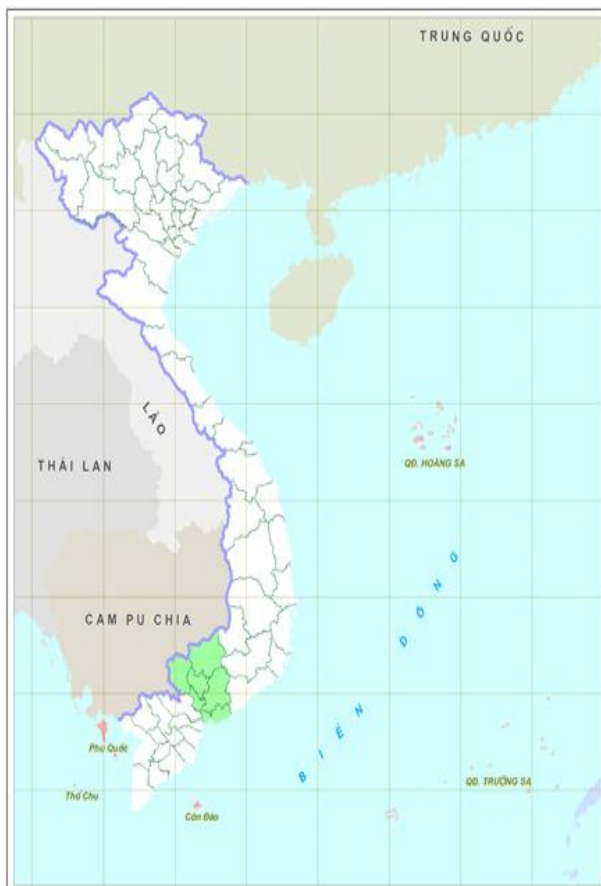 TRUNG QUỐC
LÀO
THÁI LAN
QĐ. HOÀNG SA
CAM PU CHIA
BIỂN ĐÔNG
Phú Quốc
QĐ. TRƯỜNG SA
Thổ Chu
Côn Đảo